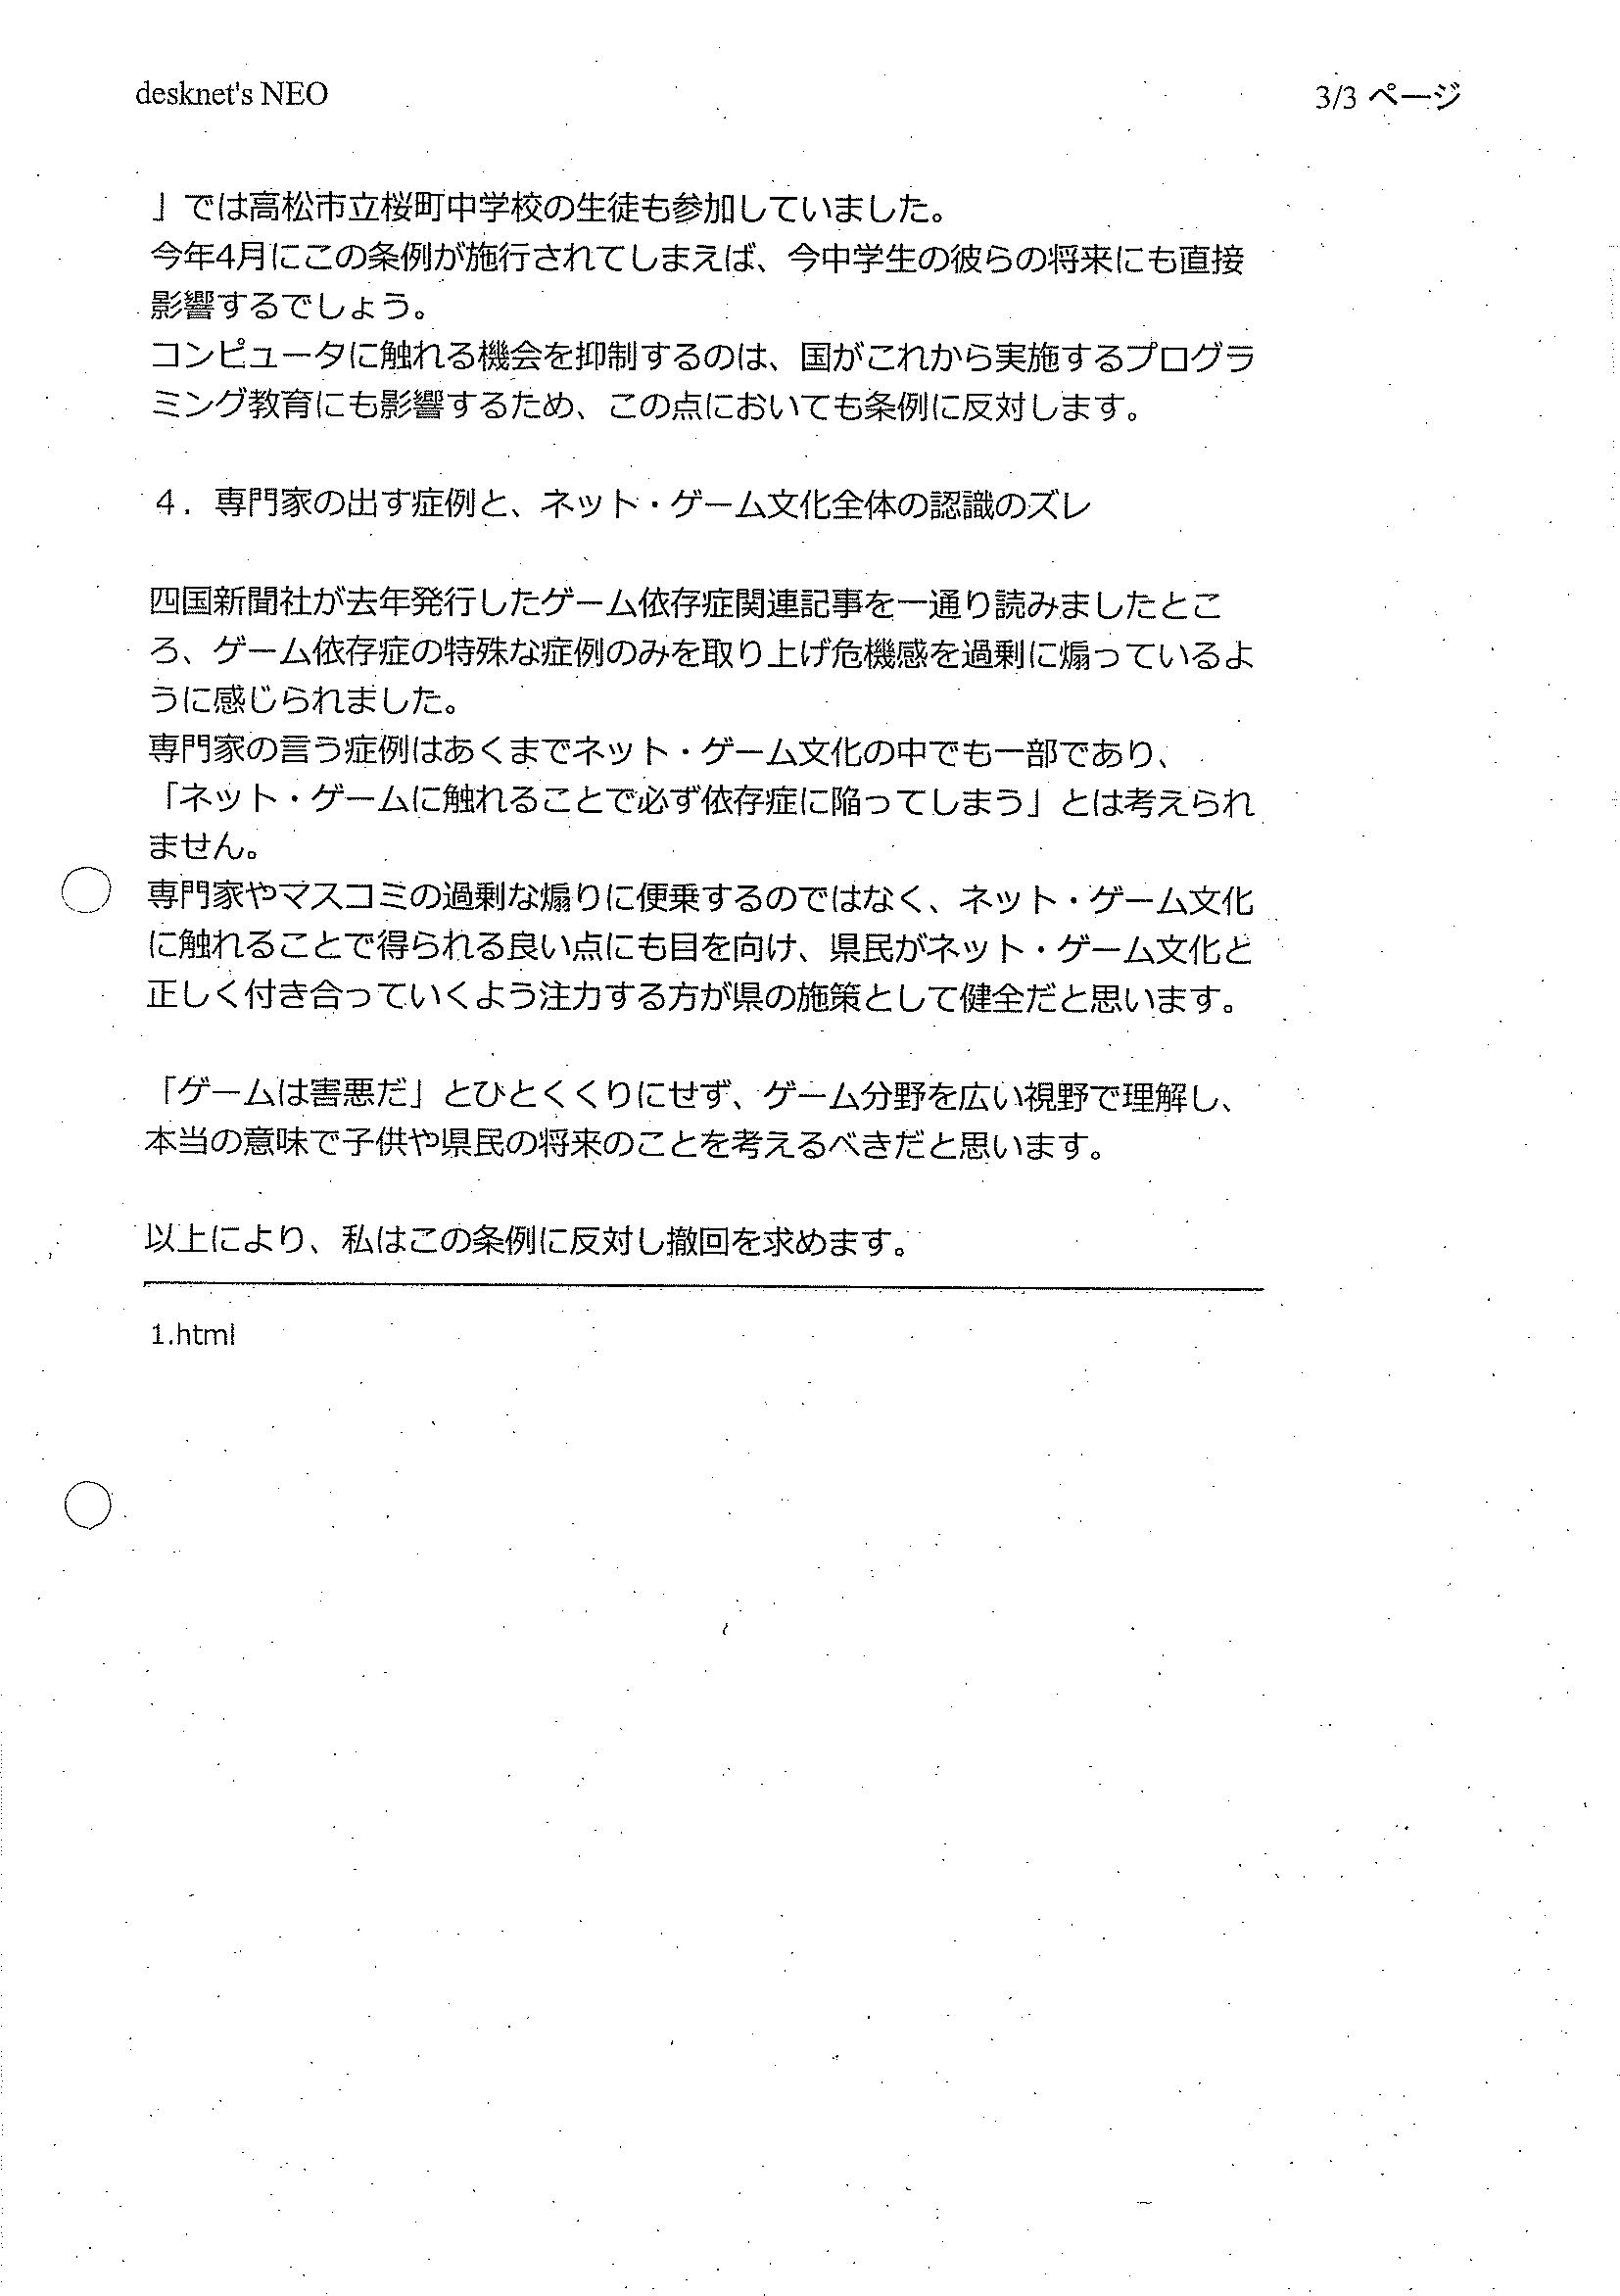 desknet's NEO
3/3 ページ
」では高松市立桜町中学校の生徒も参加していました。
今年4月にこの条例が施行されてしまえば、今中学生の彼らの将来にも直接
影響するでしょう。
コンピュータに触れる機会を抑制するのは、国がこれから実施するプログラ
ミング教育にも影響するため、この点においても条例に反対します。
４．専門家の出す症例と、ネット・ゲーム文化全体の認識のズレ
四国新聞社が去年発行したゲーム依存症関連記事を一通り読みましたとこ
ろ、ゲーム依存症の特殊な症例のみを取り上げ危機感を過剰に煽っているよ
うに感じられました。
専門家の言う症例はあくまでネット・ゲーム文化の中でも一部であり、
「ネット・ゲームに触れることで必ず依存症に陥ってしまう」とは考えられ
ません。
専門家やマスコミの過剰な煽りに便乗するのではなく、ネット・ゲーム文化
に触れることで得られる良い点にも目を向け、県民がネット・ゲーム文化と
正しく付き合っていくよう注力する方が県の施策として健全だと思います。
「ゲームは害悪だ」とひとくくりにせず、ゲーム分野を広い視野で理解し、
本当の意味で子供や県民の将来のことを考えるべきだと思います。
以上により、私はこの条例に反対し撤回を求めます。
1.html